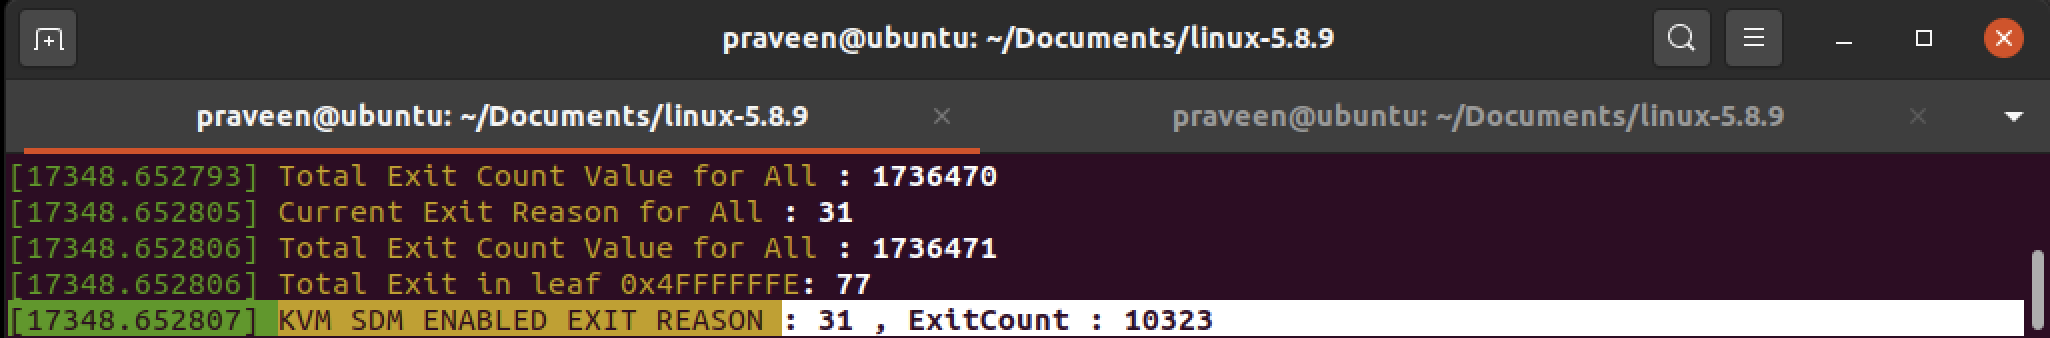 praveen@ubuntu: ~/Documents/linux-5.8.9
praveen@ubuntu: ~/Documents/linux-5.8.9 praveen@ubuntu: ~/Documents/linux-5.8.9
[17348.652793] Total Exit Count Value for All : 1736470
[17348.652805] Current Exit Reason for All : 31
[17348.652806] Total Exit Count Value for All : 1736471
[17348.652806] Total Exit in leaf 0x4FFFFFFE: 77
[17348.652807] KVM SDM ENABLED EXIT REASON : 31 , ExitCount : 10323